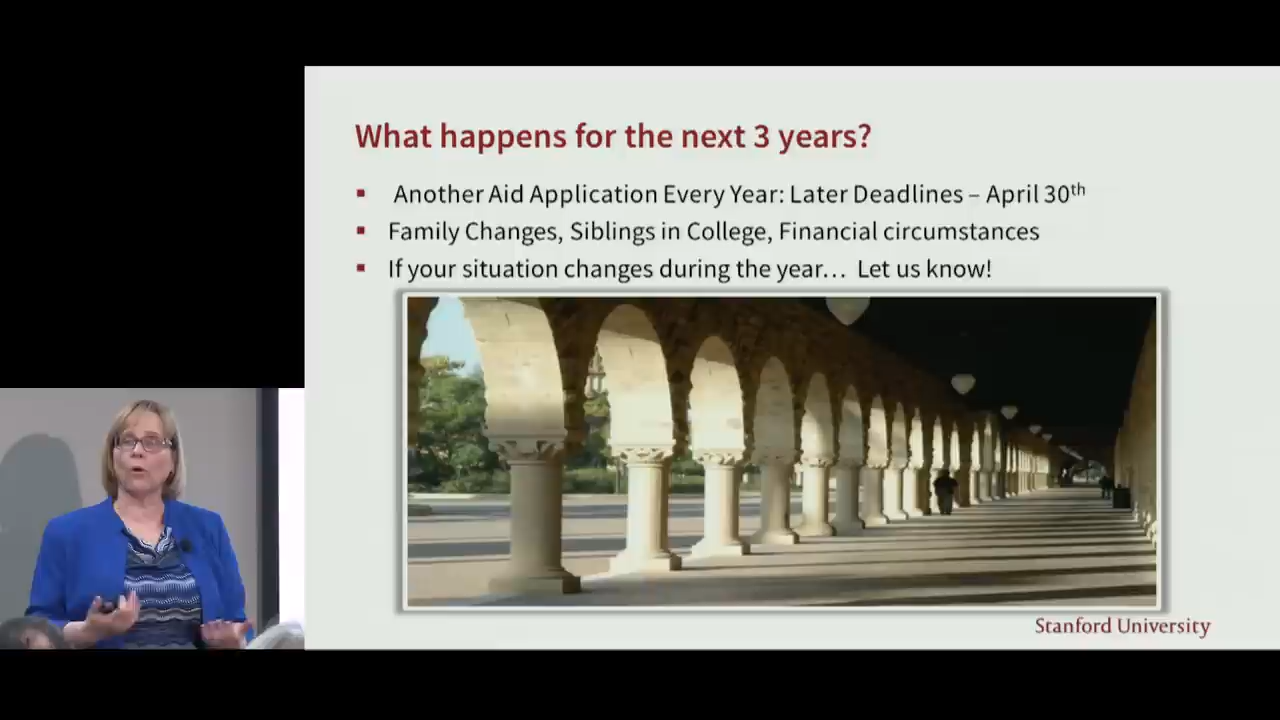 What happens for the next 3 years?
Another Aid Application Every Year: Later Deadlines – April 30th
Family Changes, Siblings in College, Financial circumstances
If your situation changes during the year… Let us know!
Stanford University